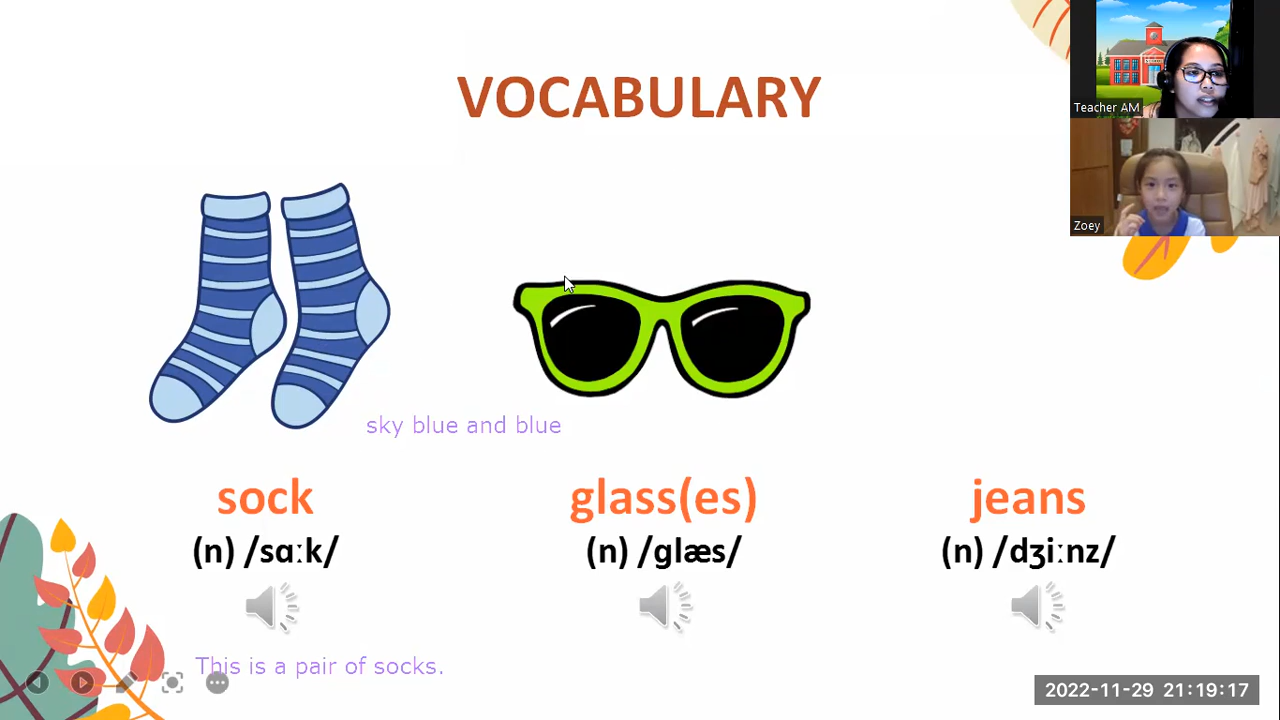 VOCABULARY
Teacher AM
Zoey
sky blue and blue
sock
(n) /sɑːk/
glass(es)
(n) /glæs/
jeans
(n) /dʒiːnz/
This is a pair of socks.
2022-11-29 21:19:17